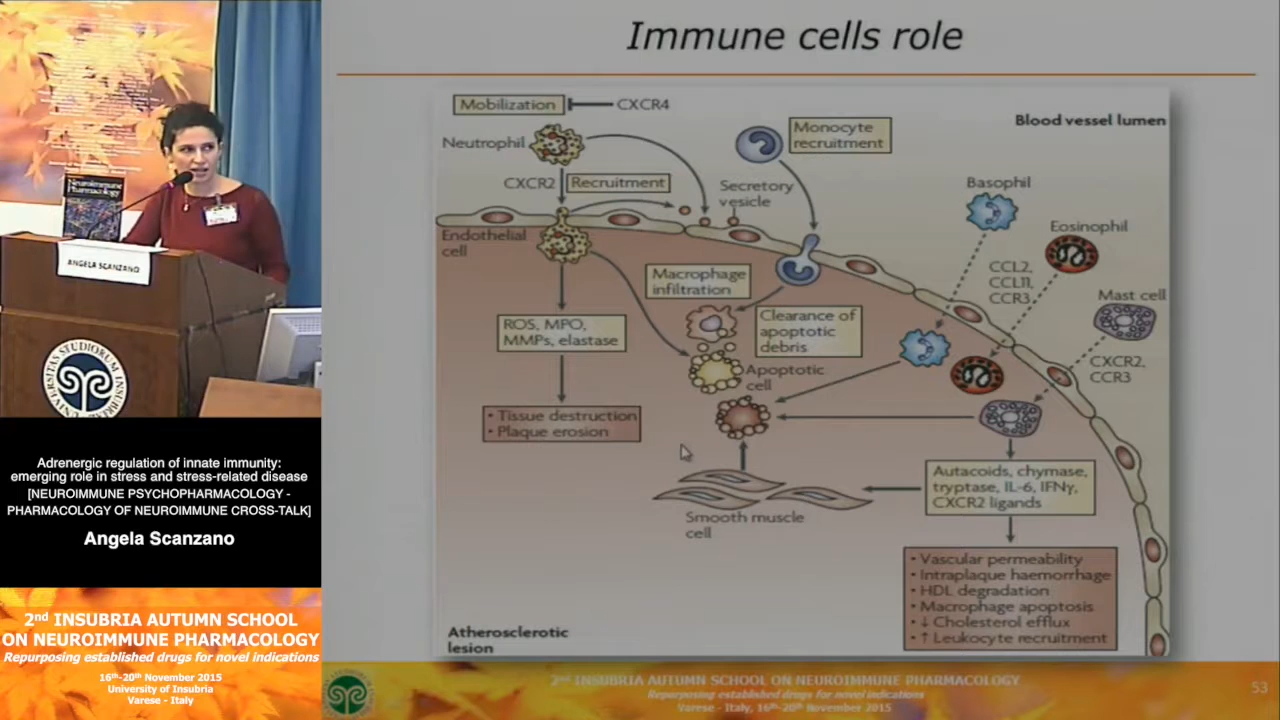 Immune cells role
Neuroimmune
Pharmacology
ANGELA SCANZANO
Adrenergic regulation of innate immunity:
emerging role in stress and stress-related disease
[NEUROIMMUNE PSYCHOPHARMACOLOGY -
PHARMACOLOGY OF NEUROIMMUNE CROSS-TALK]
Angela Scanzano
2nd INSUBRIA AUTUMN SCHOOL
ON NEUROIMMUNE PHARMACOLOGY
Repurposing established drugs for novel indications
16th-20th November 2015
University of Insubria
Varese - Italy
Mobilization
CXCR4
Blood vessel lumen
Neutrophil
Monocyte
recruitment
CXCR2
Recruitment
Secretory
vesicle
Basophil
Endothelial
cell
Eosinophil
Macrophage
infiltration
CCL2,
CCL11,
CCR3
Mast cell
ROS, MPO,
MMPs, elastase
Clearance of
apoptotic
debris
Apoptotic
cell
CXCR2,
CCR3
• Tissue destruction
• Plaque erosion
Autacoids, chymase,
tryptase, IL-6, IFNγ,
CXCR2 ligands
Smooth muscle
cell
• Vascular permeability
• Intraplaque haemorrhage
• HDL degradation
• Macrophage apoptosis
• ↓ Cholesterol efflux
• ↑ Leukocyte recruitment
Atherosclerotic
lesion
2nd INSUBRIA AUTUMN SCHOOL ON NEUROIMMUNE PHARMACOLOGY
Repurposing established drugs for novel indications
Varese - Italy, 16th-20th November 2015
53